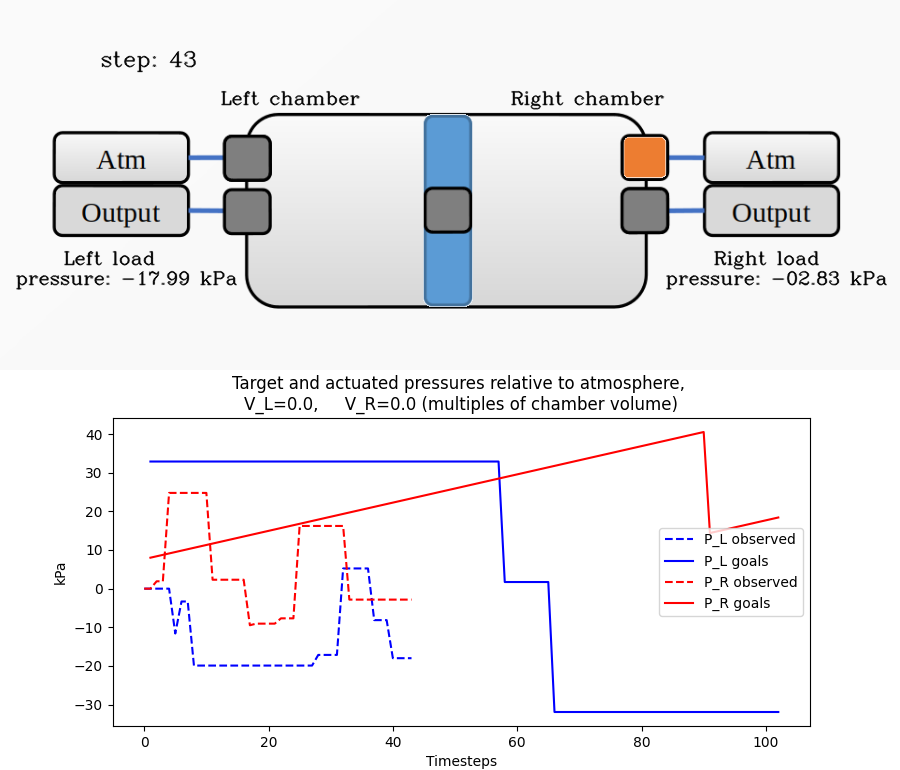 step: 43
Left chamber
Right chamber
Atm
Atm
Output
Output
Left load
pressure: −17.99 kPa
Right load
pressure: −02.83 kPa
Target and actuated pressures relative to atmosphere,
V_L=0.0, V_R=0.0 (multiples of chamber volume)
kPa
40
30
20
10
0
−10
−20
−30
P_L observed
P_L goals
P_R observed
P_R goals
0 20 40 60 80 100
Timesteps